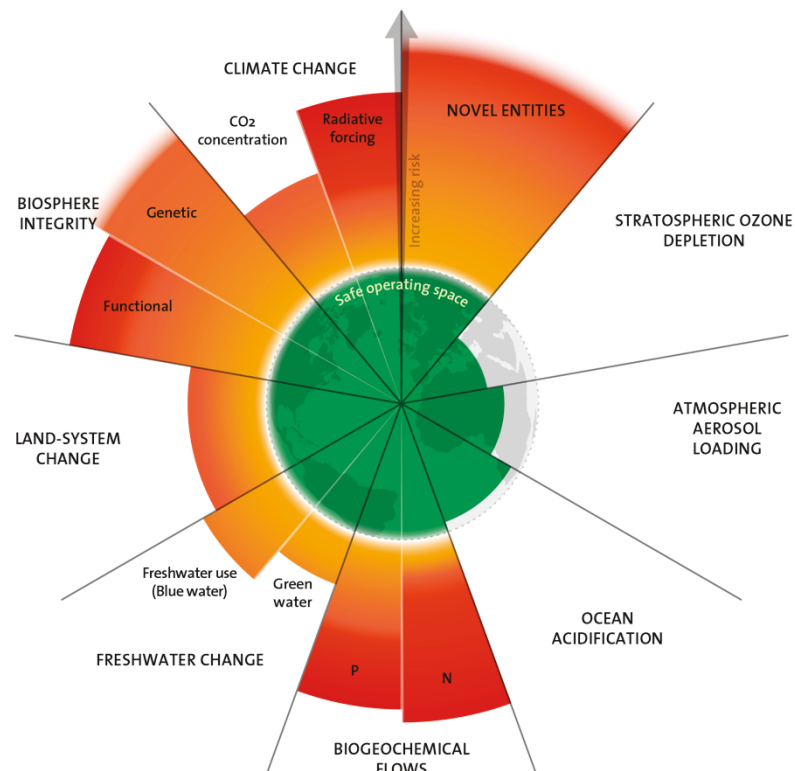 CLIMATE CHANGE
CO2
concentration
Radiative
forcing
NOVEL ENTITIES
Increasing risk
BIOSPHERE
INTEGRITY
Genetic
Functional
STRATOSPHERIC OZONE
DEPLETION
Safe operating space
ATMOSPHERIC
AEROSOL
LOADING
LAND-SYSTEM
CHANGE
Freshwater use
(Blue water)
Green
water
FRESHWATER CHANGE
OCEAN
ACIDIFICATION
P
N
BIOGEOCHEMICAL
FLOWS